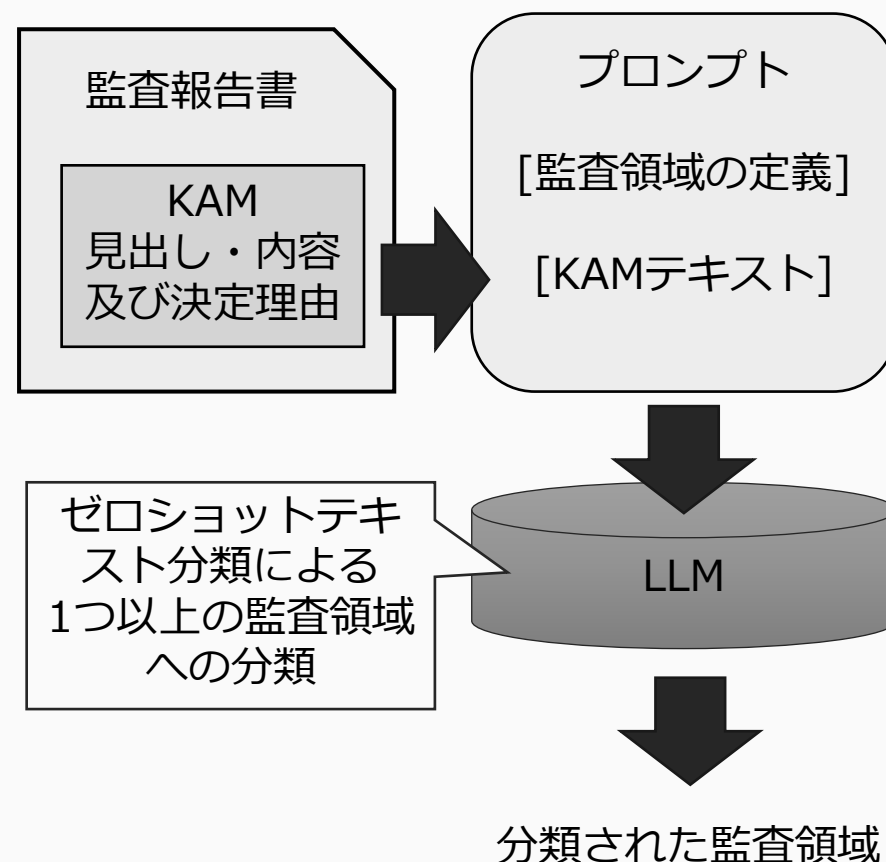 監査報告書
KAM
見出し・内容
及び決定理由
プロンプト
[監査領域の定義]
[KAMテキスト]
ゼロショットテキ
スト分類による
1つ以上の監査領域
への分類
LLM
分類された監査領域